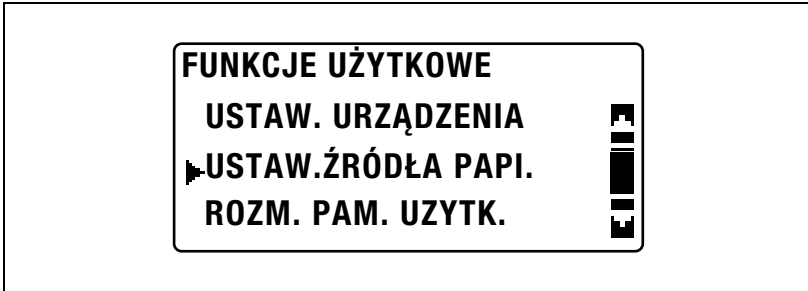 FUNKCJE UŻYTKOWE
USTAW. URZĄDZENIA
USTAW.ŹRÓDŁA PAPI.
ROZM. PAM. UZYTK.